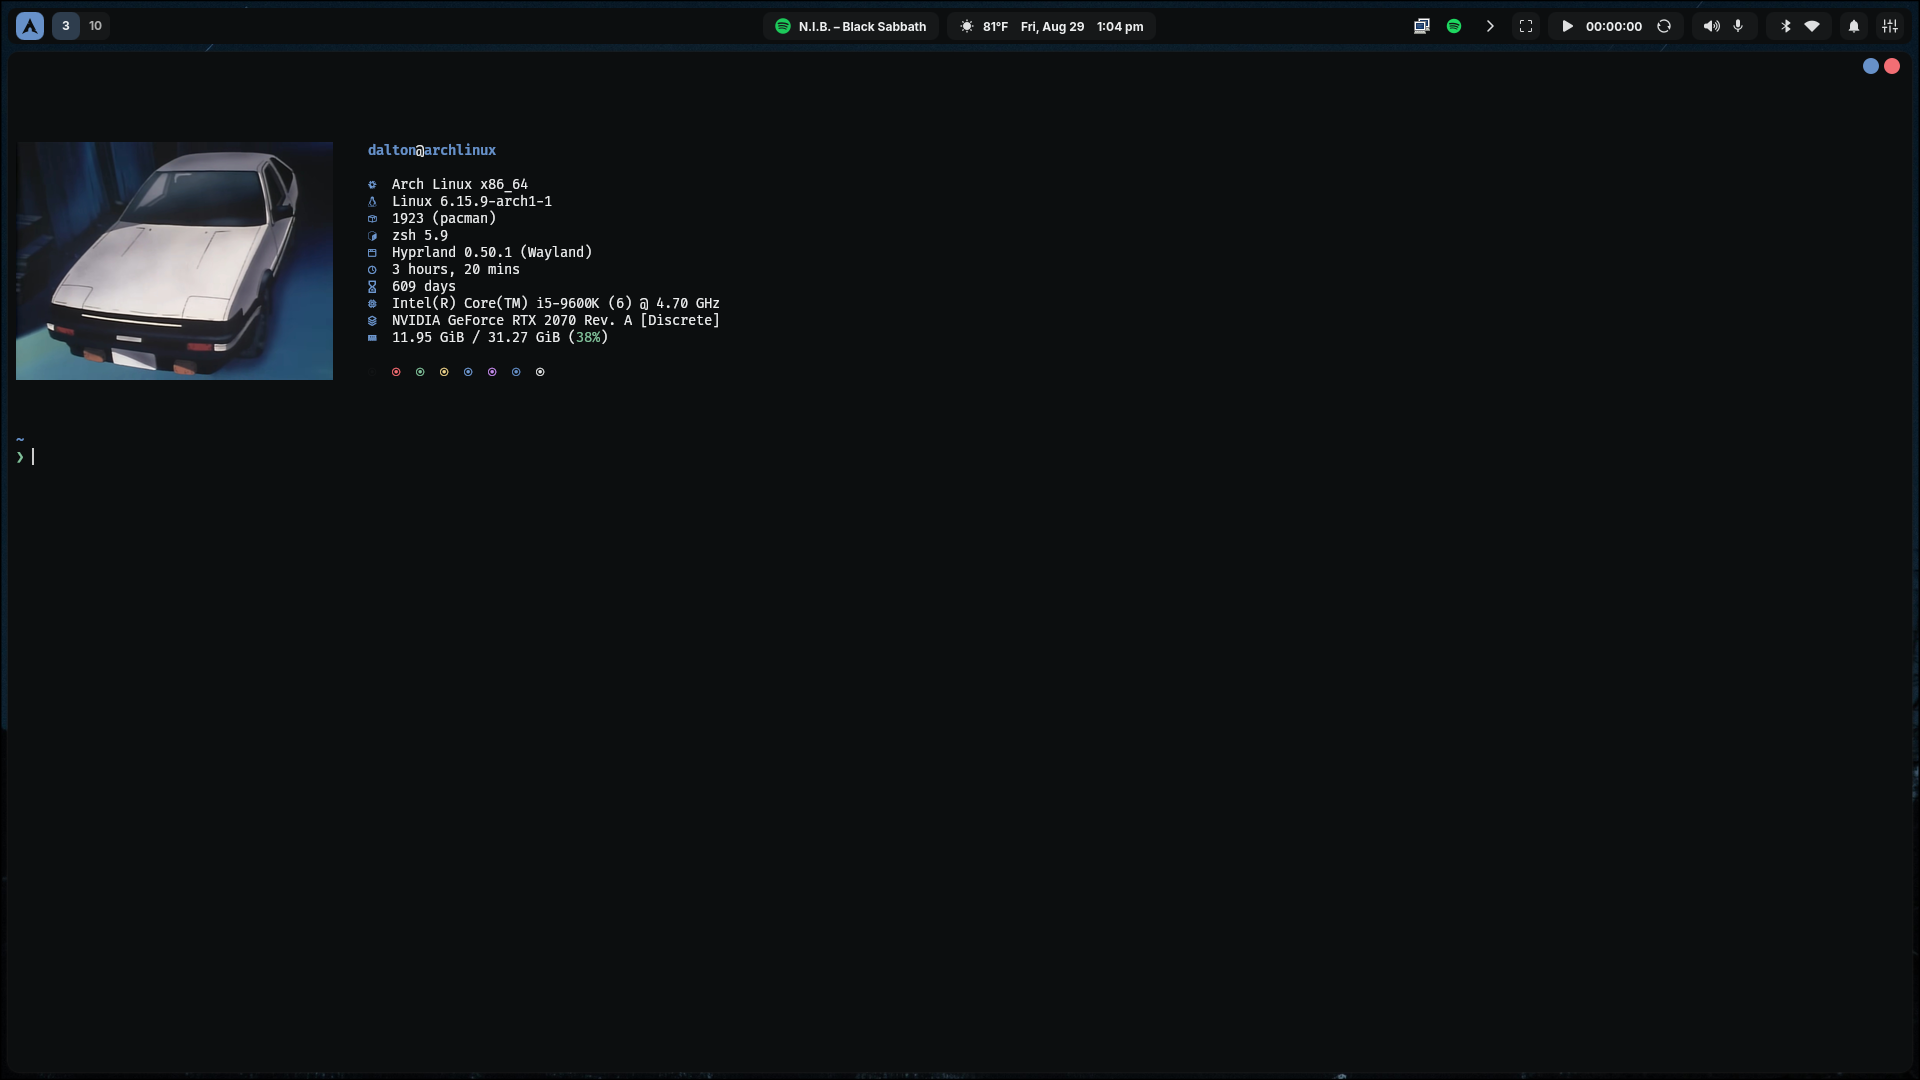 3 10 N.I.B. – Black Sabbath 81°F Fri, Aug 29 1:04 pm 00:00:00
dalton@archlinux
Arch Linux x86_64
Linux 6.15.9-arch1-1
1923 (pacman)
zsh 5.9
Hyprland 0.50.1 (Wayland)
3 hours, 20 mins
609 days
Intel(R) Core(TM) i5-9600K (6) @ 4.70 GHz
NVIDIA GeForce RTX 2070 Rev. A [Discrete]
11.95 GiB / 31.27 GiB (38%)
~
❯